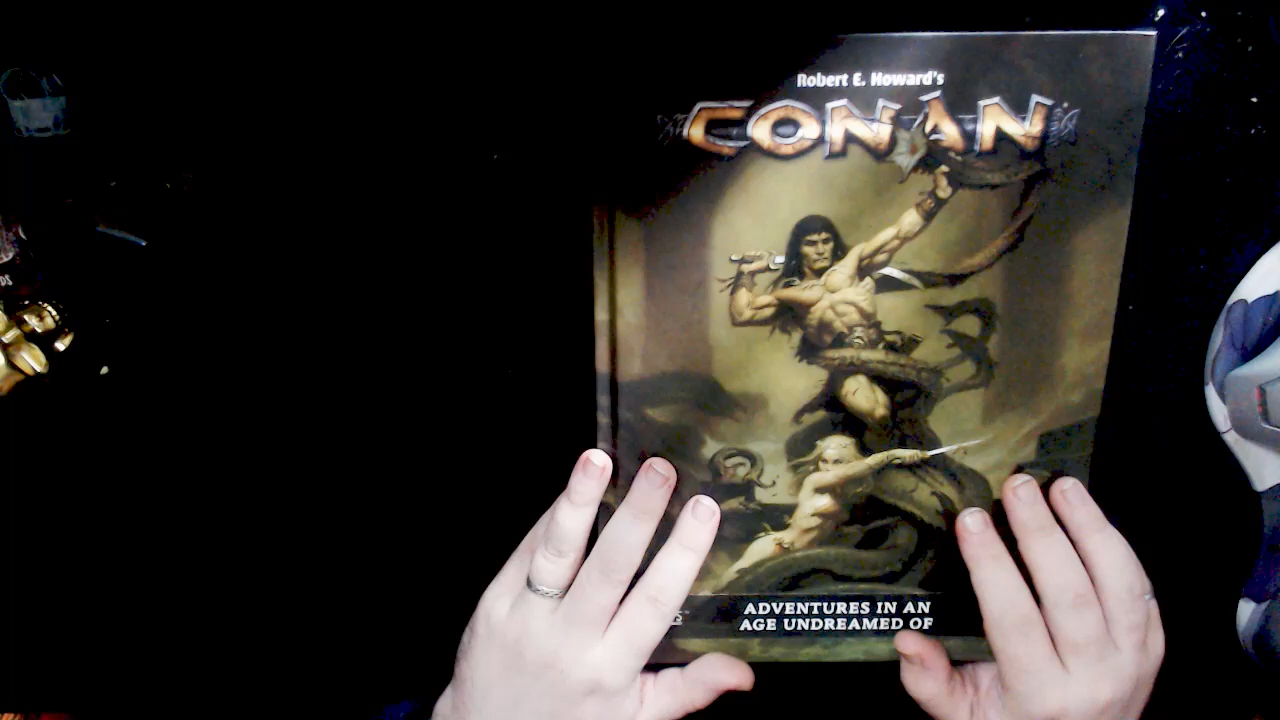 Robert E. Howard's
CONAN
ADVENTURES IN AN
AGE UNDREAMED OF